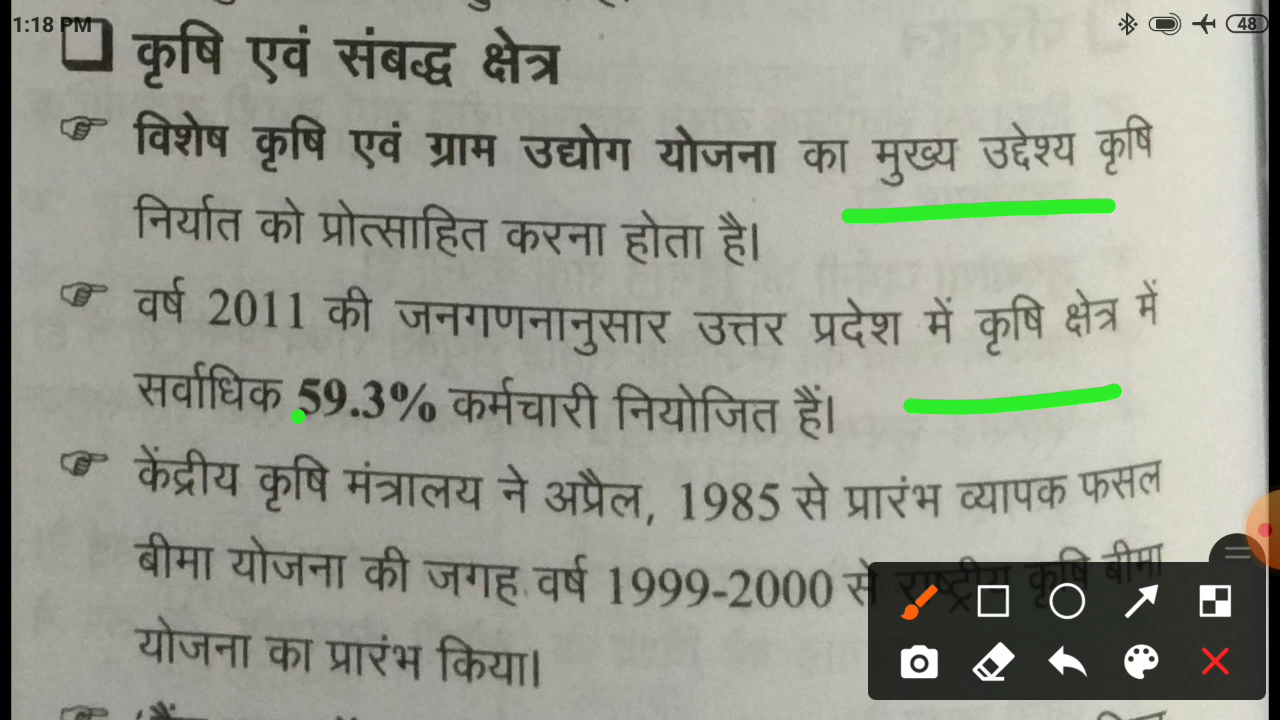 1:18 PM
48
कृषि एवं संबद्ध क्षेत्र
विशेष कृषि एवं ग्राम उद्योग योजना का मुख्य उद्देश्य कृषि
निर्यात को प्रोत्साहित करना होता है।
वर्ष 2011 की जनगणनानुसार उत्तर प्रदेश में कृषि क्षेत्र में
सर्वाधिक 59.3% कर्मचारी नियोजित हैं।
केंद्रीय कृषि मंत्रालय ने अप्रैल, 1985 से प्रारंभ व्यापक फसल
बीमा योजना की जगह वर्ष 1999-2000 से राष्ट्रीय कृषि बीमा
योजना का प्रारंभ किया।